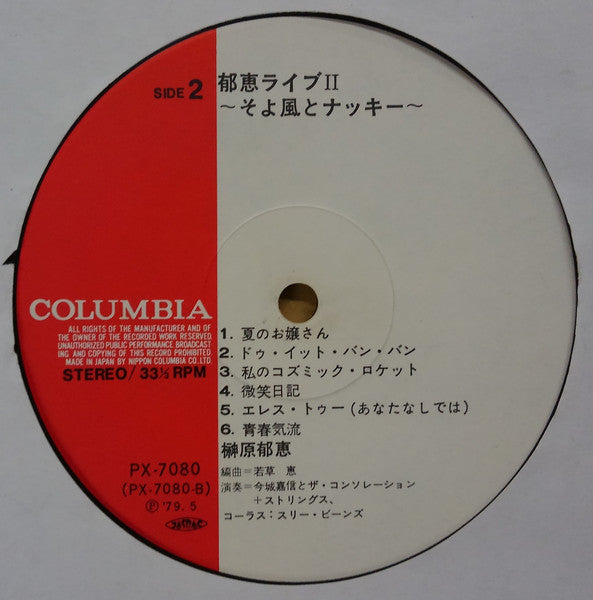 SIDE 2
郁恵ライブII
～そよ風とナッキー～
COLUMBIA
ALL RIGHTS OF THE MANUFACTURER AND OF
THE OWNER OF THE RECORDED WORK RESERVED.
UNAUTHORIZED PUBLIC PERFORMANCE BROADCAST-
ING AND COPYING OF THIS RECORD PROHIBITED.
MADE IN JAPAN BY NIPPON COLUMBIA CO. LTD.
STEREO/33⅓ RPM
1. 夏のお嬢さん
2. ドゥ・イット・バン・バン
3. 私のコズミック・ロケット
4. 微笑日記
5. エレス・トゥー(あなたなしでは)
6. 青春気流
榊原郁恵
PX-7080
(PX-7080-B)
Ⓟ '79. 5
編曲=若草 恵
演奏=今城嘉信とザ・コンソレーション
+ストリングス、
コーラス：スリー・ビーンズ
JASRAC